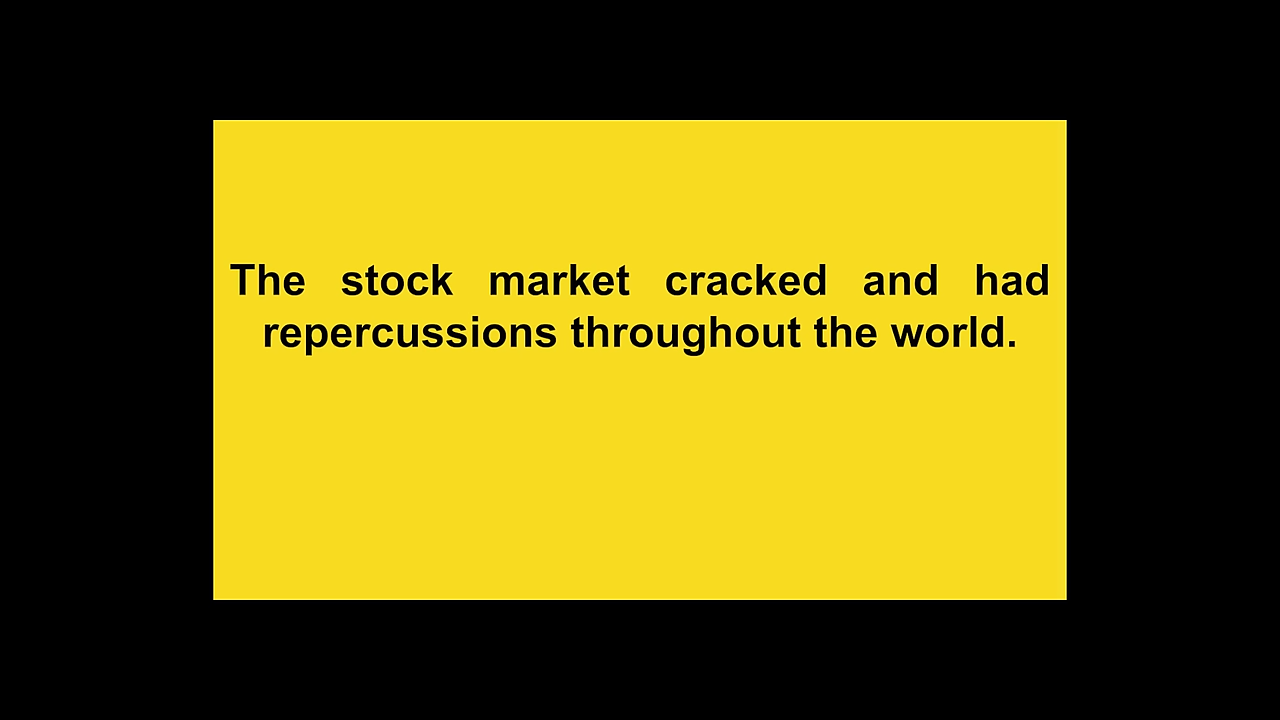 The stock market cracked and had
repercussions throughout the world.